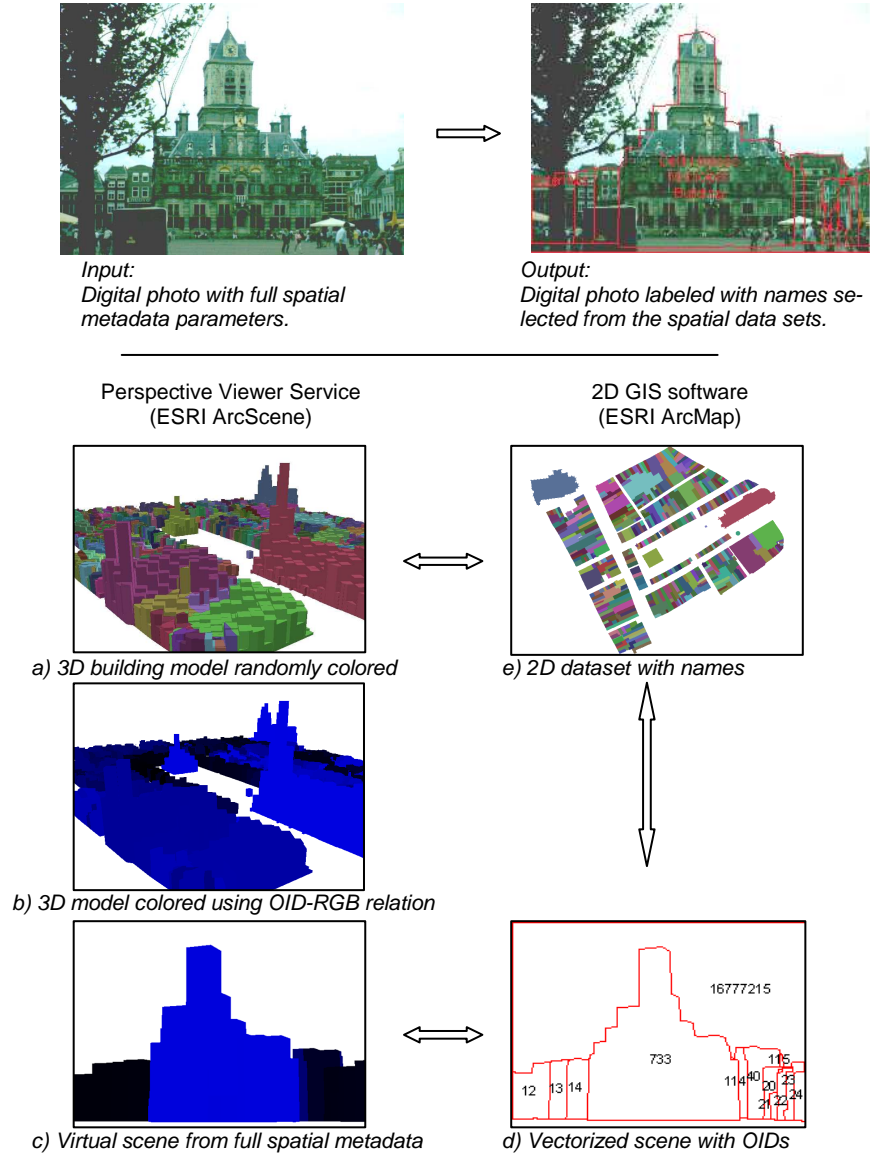 Input:
Digital photo with full spatial
metadata parameters.
Output:
Digital photo labeled with names se-
lected from the spatial data sets.
Perspective Viewer Service
(ESRI ArcScene)
2D GIS software
(ESRI ArcMap)
a) 3D building model randomly colored
e) 2D dataset with names
b) 3D model colored using OID-RGB relation
16777215
733
115
12
13
14
114
40
20
23
24
21
22
c) Virtual scene from full spatial metadata
d) Vectorized scene with OIDs